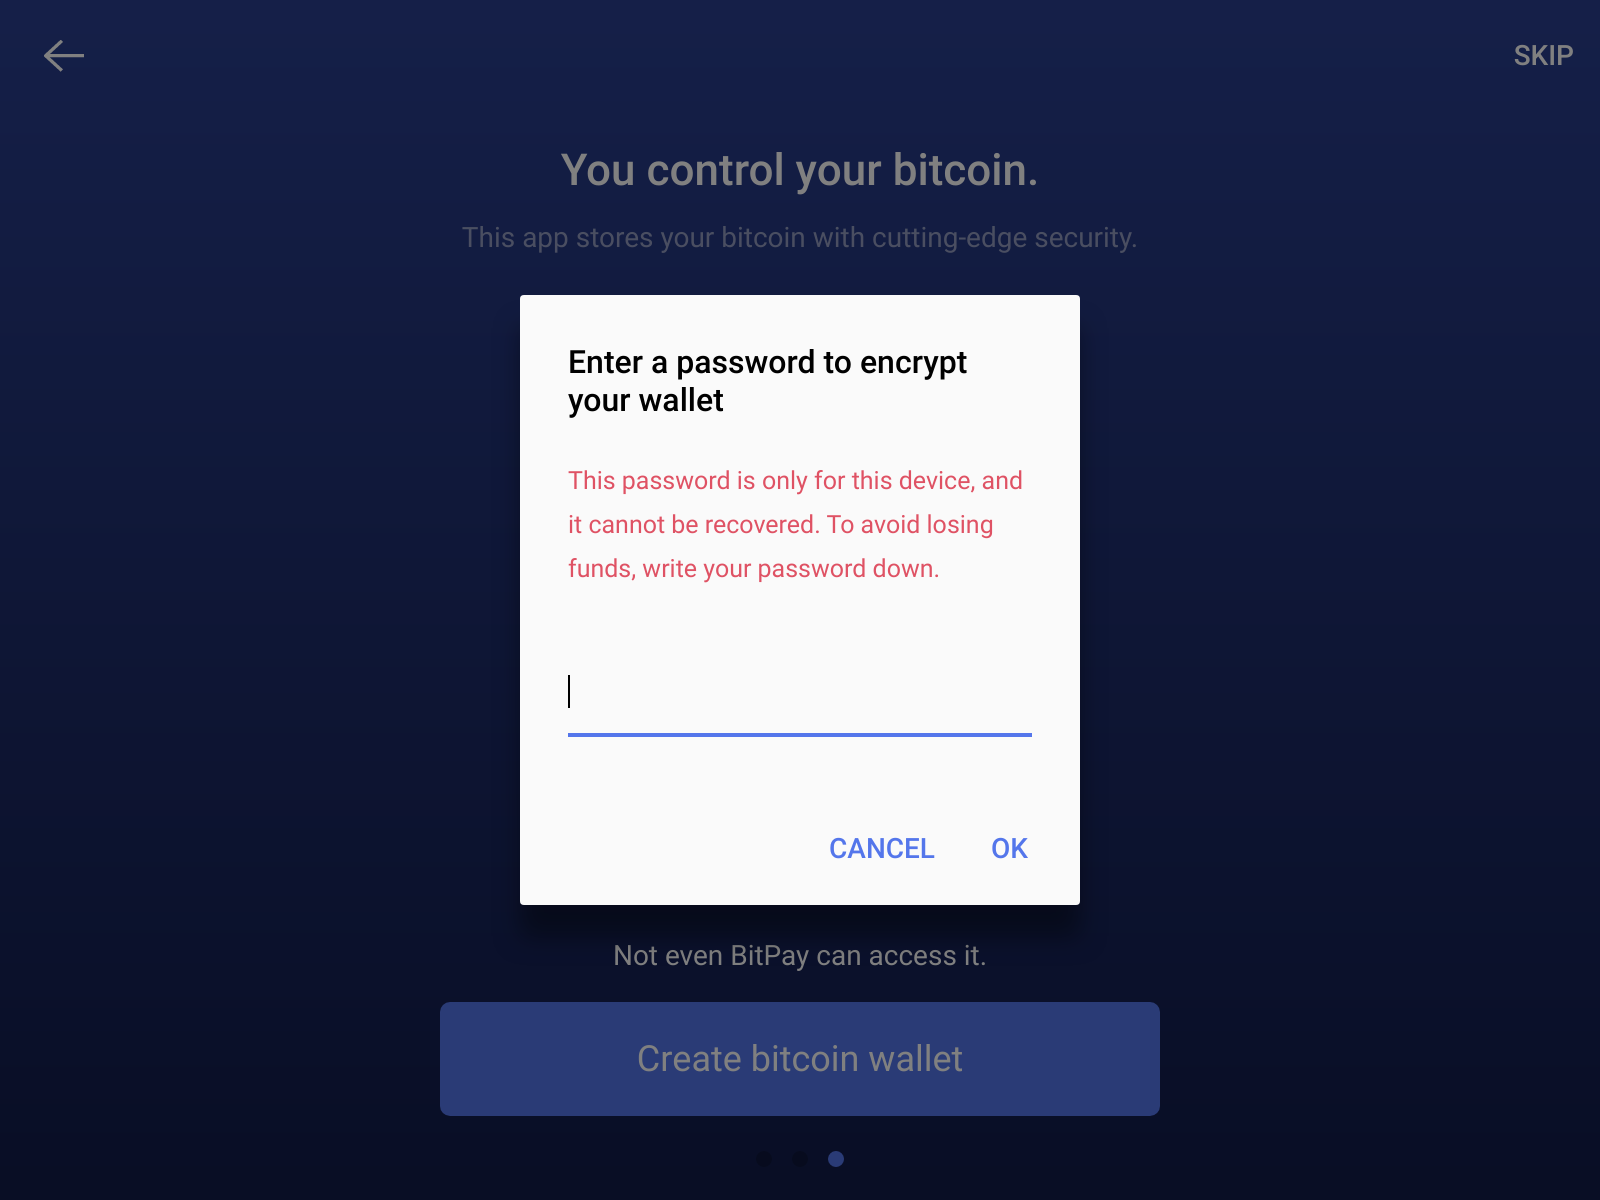 SKIP
You control your bitcoin.
This app stores your bitcoin with cutting-edge security.
Enter a password to encrypt
your wallet
This password is only for this device, and
it cannot be recovered. To avoid losing
funds, write your password down.
CANCEL OK
Not even BitPay can access it.
Create bitcoin wallet